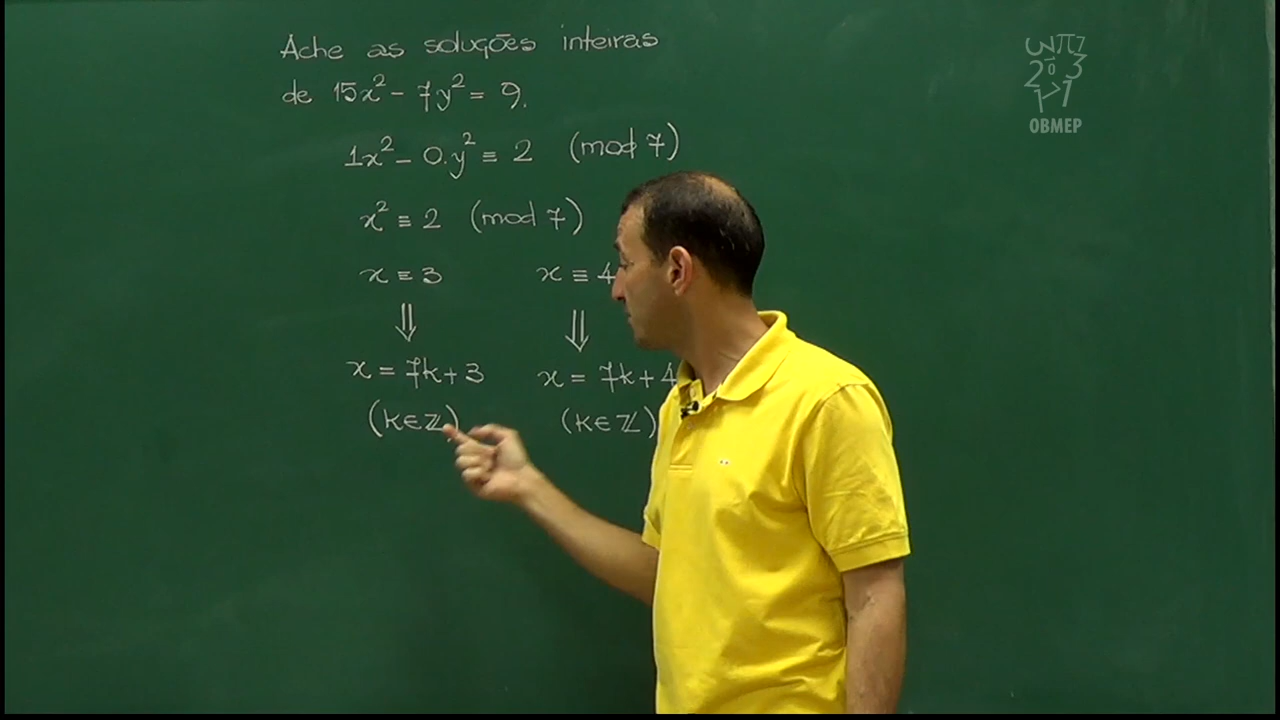 Ache as soluções inteiras
de 15x² - 7y² = 9.
1x² - 0.y² ≡ 2 (mod 7)
x² ≡ 2 (mod 7)
x ≡ 3 x ≡ 4
⇓ ⇓
x = 7k+3 x = 7k+4
(k∈ℤ) (k∈ℤ)
OBMEP